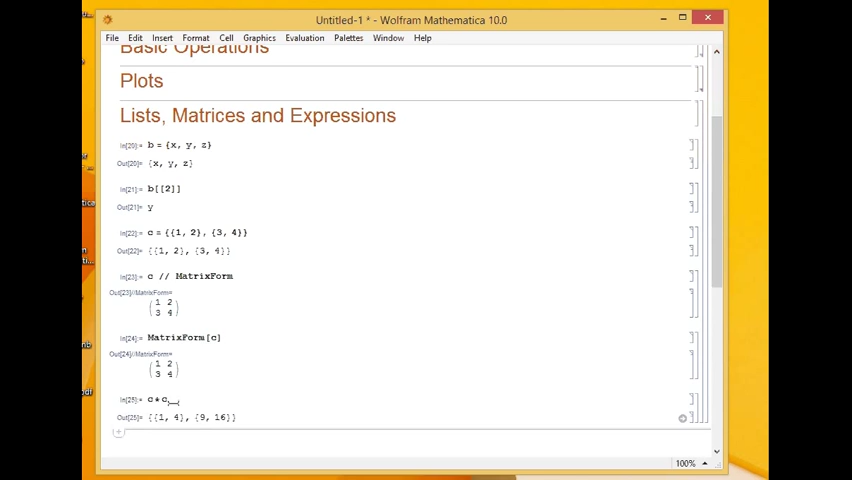 Untitled-1 * - Wolfram Mathematica 10.0
File Edit Insert Format Cell Graphics Evaluation Palettes Window Help
Basic Operations
Plots
Lists, Matrices and Expressions
In[20]:= b = {x, y, z}
Out[20]= {x, y, z}
In[21]:= b[[2]]
Out[21]= y
In[22]:= c = {{1, 2}, {3, 4}}
Out[22]= {{1, 2}, {3, 4}}
In[23]:= c // MatrixForm
Out[23]//MatrixForm=
( 1 2
3 4 )
In[24]:= MatrixForm[c]
Out[24]//MatrixForm=
( 1 2
3 4 )
In[25]:= c * c
Out[25]= {{1, 4}, {9, 16}}
100%